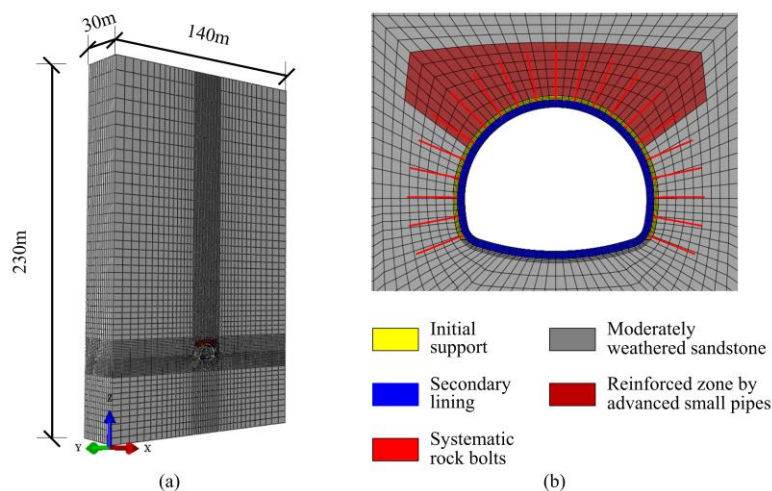 30m
140m
230m
Z
Y
X
(a)
Initial
support
Moderately
weathered sandstone
Secondary
lining
Reinforced zone by
advanced small pipes
Systematic
rock bolts
(b)